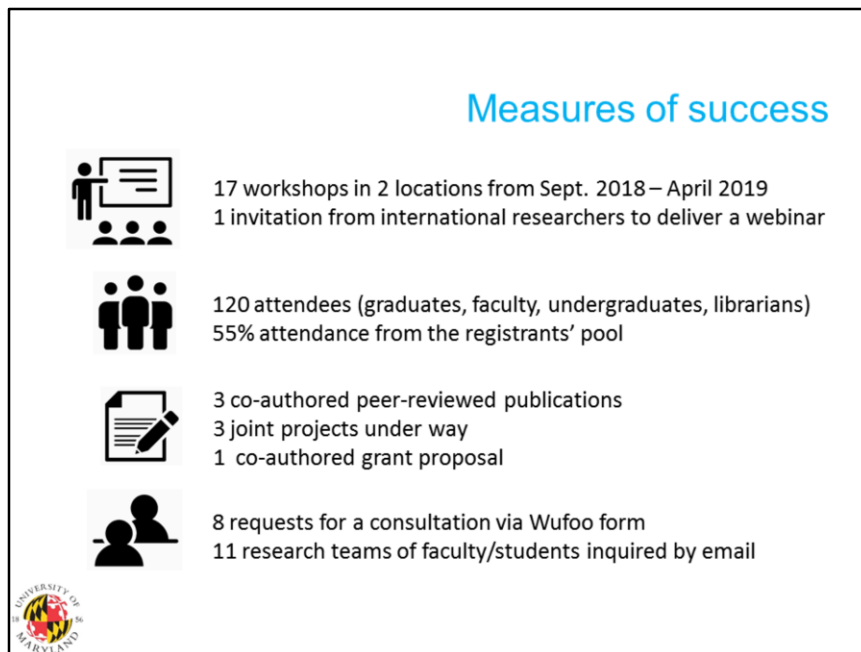 Measures of success
17 workshops in 2 locations from Sept. 2018 – April 2019
1 invitation from international researchers to deliver a webinar
120 attendees (graduates, faculty, undergraduates, librarians)
55% attendance from the registrants’ pool
3 co-authored peer-reviewed publications
3 joint projects under way
1  co-authored grant proposal
8 requests for a consultation via Wufoo form
11 research teams of faculty/students inquired by email
UNIVERSITY OF
18 56
MARYLAND